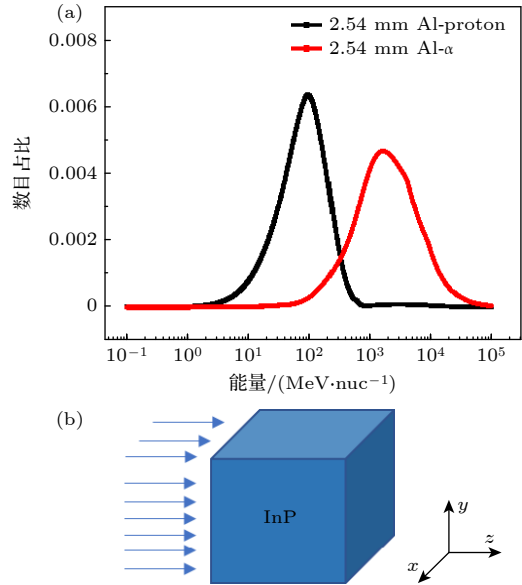 (a)
2.54 mm Al-proton
2.54 mm Al-α
0.008
0.006
0.004
0.002
0
数目占比
10⁻¹ 10⁰ 10¹ 10² 10³ 10⁴ 10⁵
能量/(MeV·nuc⁻¹)
(b)
InP
y
z
x